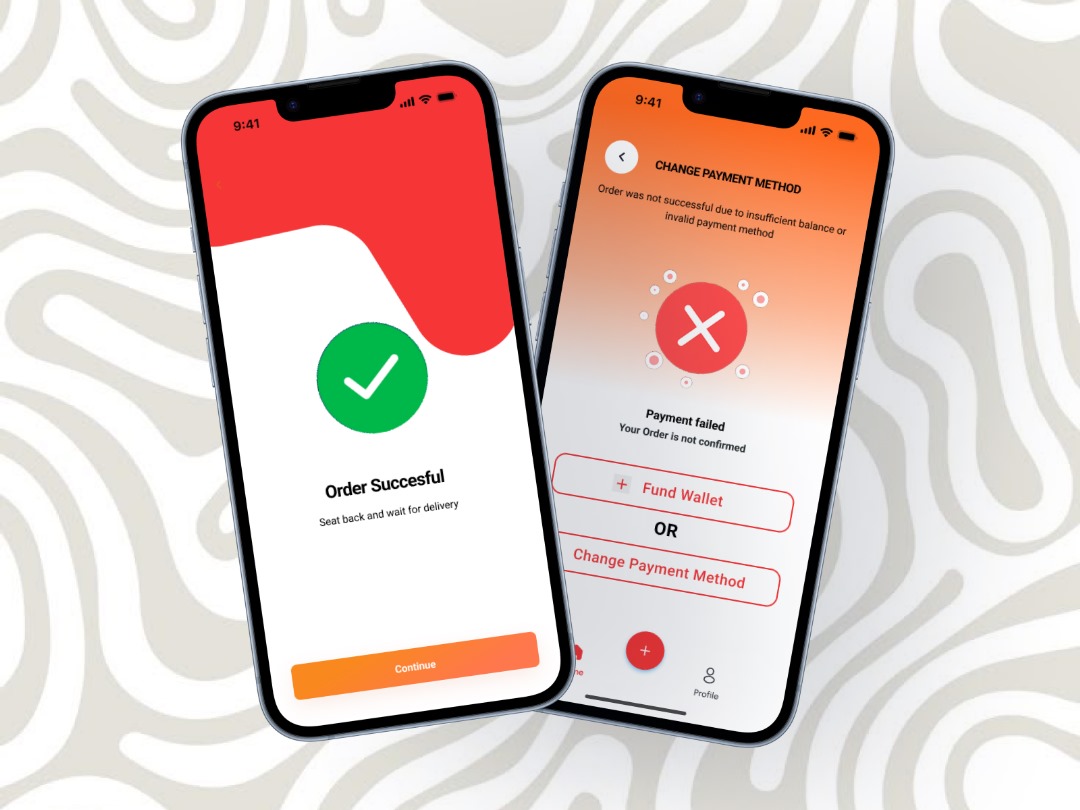 9:41
Order Succesful
Seat back and wait for delivery
Continue
9:41
CHANGE PAYMENT METHOD
Order was not successful due to insufficient balance or
invalid payment method
Payment failed
Your Order is not confirmed
+ Fund Wallet
OR
Change Payment Method
+
Profile